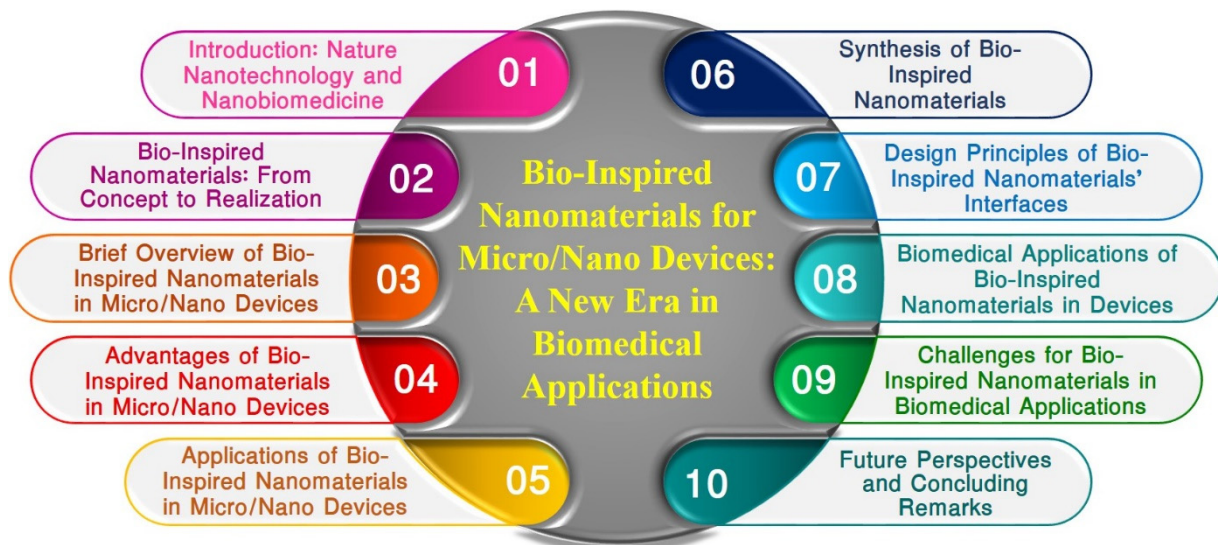 01
Introduction: Nature
Nanotechnology and
Nanobiomedicine
02
Bio-Inspired
Nanomaterials: From
Concept to Realization
03
Brief Overview of Bio-
Inspired Nanomaterials
in Micro/Nano Devices
04
Advantages of Bio-
Inspired Nanomaterials
in Micro/Nano Devices
05
Applications of Bio-
Inspired Nanomaterials
in Micro/Nano Devices
Bio-Inspired
Nanomaterials for
Micro/Nano Devices:
A New Era in
Biomedical
Applications
06
Synthesis of Bio-
Inspired
Nanomaterials
07
Design Principles of Bio-
Inspired Nanomaterials’
Interfaces
08
Biomedical Applications of
Bio-Inspired
Nanomaterials in Devices
09
Challenges for Bio-
Inspired Nanomaterials in
Biomedical Applications
10
Future Perspectives
and Concluding
Remarks